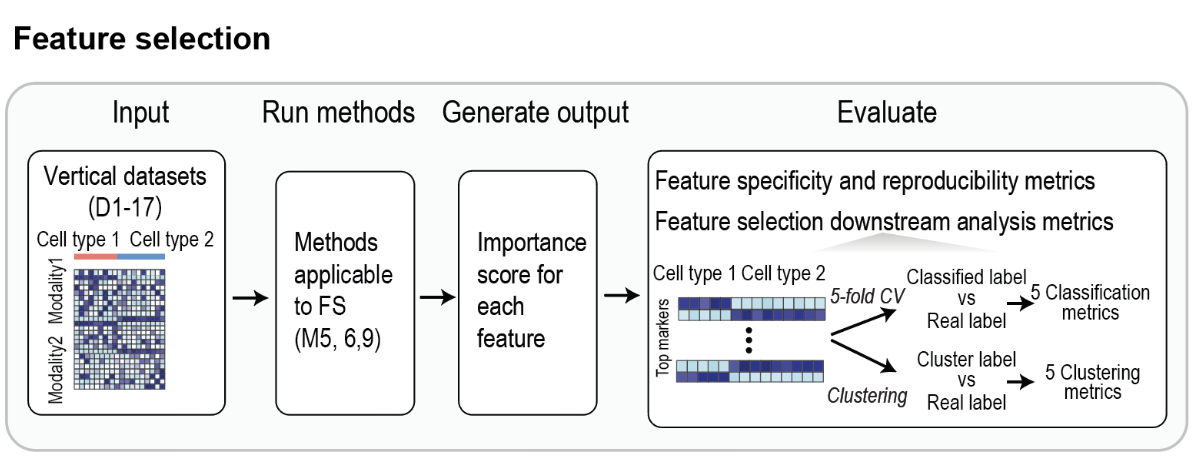 Feature selection
Input
Run methods
Generate output
Evaluate
Vertical datasets
(D1-17)
Cell type 1 Cell type 2
Modality1
Modality2
Methods
applicable
to FS
(M5, 6,9)
Importance
score for
each
feature
Feature specificity and reproducibility metrics
Feature selection downstream analysis metrics
Cell type 1 Cell type 2
Top markers
5-fold CV
Clustering
Classified label
vs
Real label
5 Classification
metrics
Cluster label
vs
Real label
5 Clustering
metrics